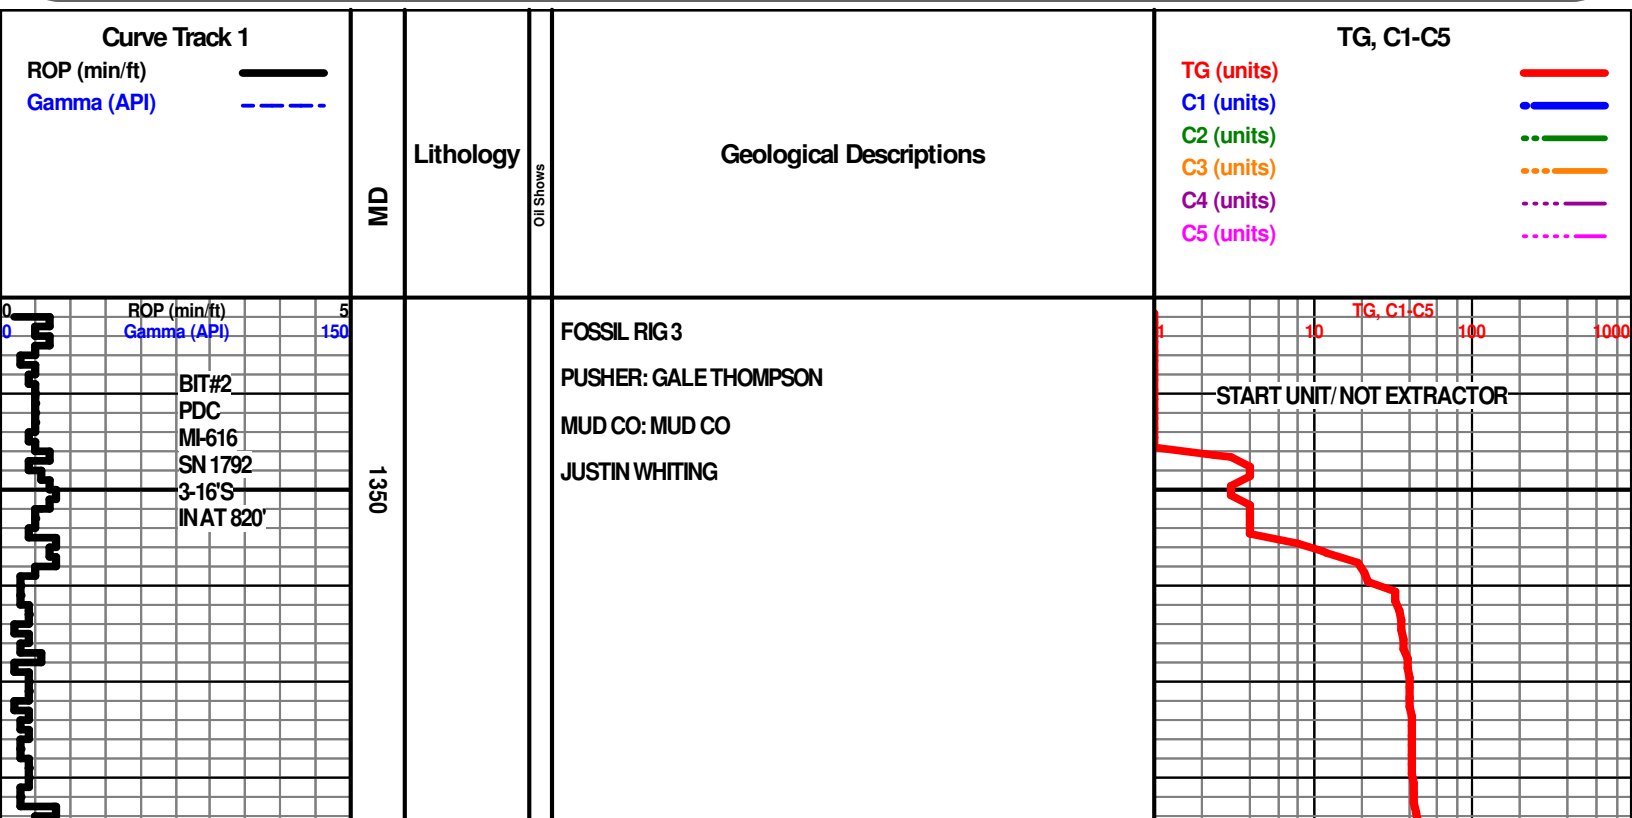 Curve Track 1
ROP (min/ft)
Gamma (API)
MD
Lithology
Oil Shows
Geological Descriptions
TG, C1-C5
TG (units)
C1 (units)
C2 (units)
C3 (units)
C4 (units)
C5 (units)
0 ROP (min/ft) 5
0 Gamma (API) 150
BIT#2
PDC
MI-616
SN 1792
3-16'S
IN AT 820'
1350
FOSSIL RIG 3
PUSHER: GALE THOMPSON
MUD CO: MUD CO
JUSTIN WHITING
TG, C1-C5
1 10 100 1000
START UNIT/ NOT EXTRACTOR